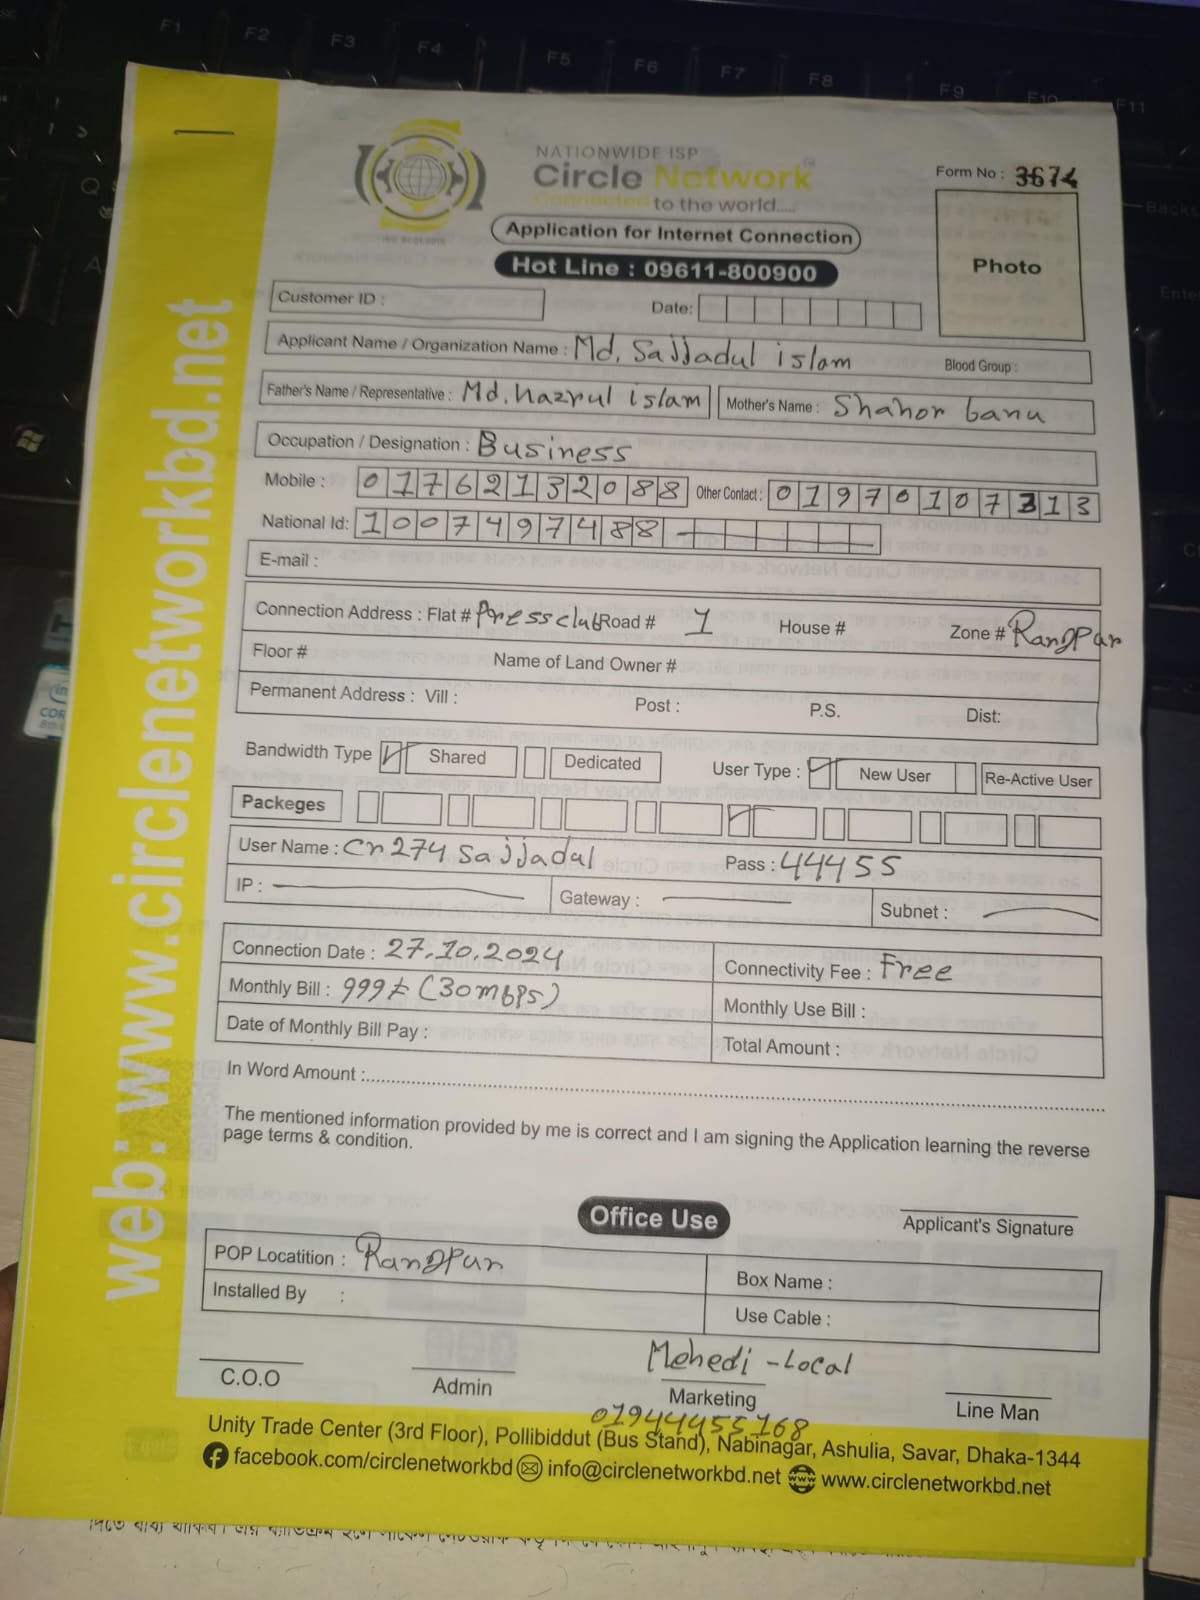 NATIONWIDE ISP
Circle Network
Connected to the world.....
Application for Internet Connection
Hot Line : 09611-800900
Form No : 3674
Photo
Customer ID :
Date:
Applicant Name / Organization Name : Md. Sajjadul islam Blood Group :
Father's Name / Representative : Md. Nazrul islam Mother's Name : Shahor banu
Occupation / Designation : Business
Mobile : 01762132088 Other Contact : 01970107313
National Id: 1007497488
E-mail :
Connection Address : Flat # Pressclub Road # 1 House # Zone # Rangpur
Floor # Name of Land Owner #
Permanent Address : Vill : Post : P.S. Dist:
Bandwidth Type Shared Dedicated User Type : New User Re-Active User
Packeges
User Name : Cn274 Sajjadul Pass : 44455
IP : Gateway : Subnet :
Connection Date : 27.10.2024 Connectivity Fee : Free
Monthly Bill : 999/= (30mbps) Monthly Use Bill :
Date of Monthly Bill Pay : Total Amount :
In Word Amount :
The mentioned information provided by me is correct and I am signing the Application learning the reverse
page terms & condition.
Office Use
Applicant's Signature
POP Locatition : Rangpur Box Name :
Installed By : Use Cable :
Mehedi - Local
C.O.O Admin Marketing Line Man
01944455168
Unity Trade Center (3rd Floor), Pollibiddut (Bus Stand), Nabinagar, Ashulia, Savar, Dhaka-1344
facebook.com/circlenetworkbd info@circlenetworkbd.net www.circlenetworkbd.net
web: www.circlenetworkbd.net